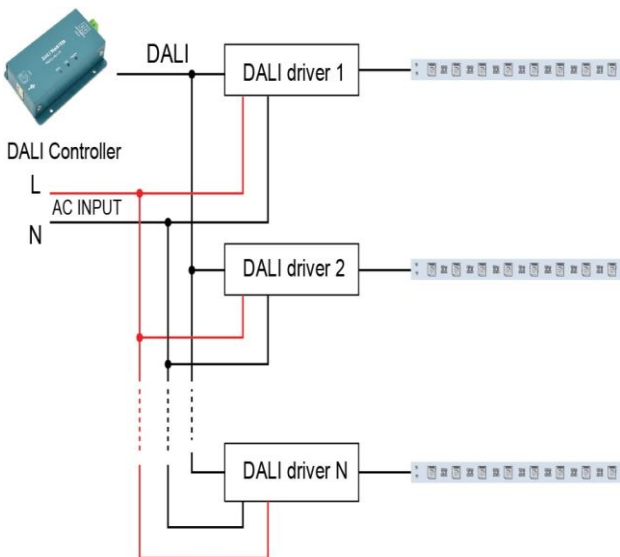 DALI
DALI driver 1
DALI Controller
L
AC INPUT
N
DALI driver 2
DALI driver N